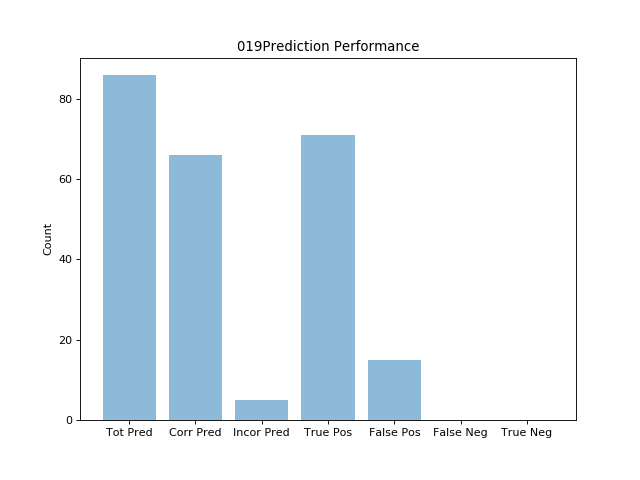 019Prediction Performance
Count
80
60
40
20
0
Tot Pred Corr Pred Incor Pred True Pos False Pos False Neg True Neg